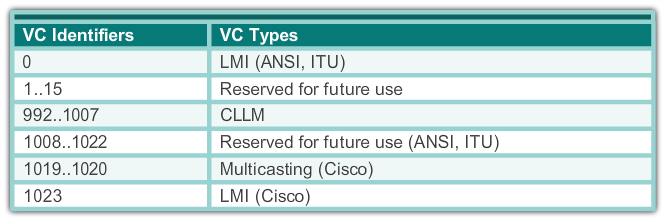 VC Identifiers VC Types
0 LMI (ANSI, ITU)
1..15 Reserved for future use
992..1007 CLLM
1008..1022 Reserved for future use (ANSI, ITU)
1019..1020 Multicasting (Cisco)
1023 LMI (Cisco)